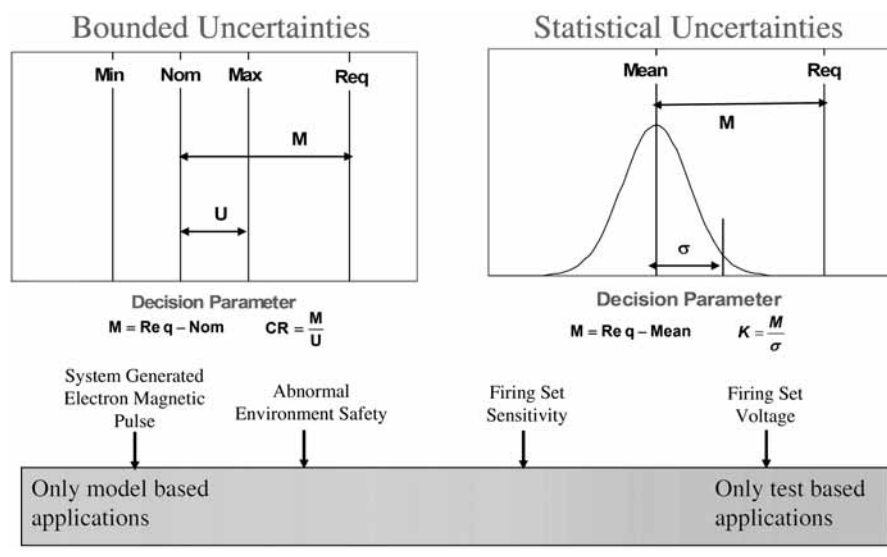 Bounded Uncertainties
Min Nom Max Req
M
U
Decision Parameter
M = Re q – Nom CR = M/U
Statistical Uncertainties
Mean Req
M
σ
Decision Parameter
M = Re q – Mean K = M/σ
System Generated
Electron Magnetic
Pulse
Abnormal
Environment Safety
Firing Set
Sensitivity
Firing Set
Voltage
Only model based
applications
Only test based
applications